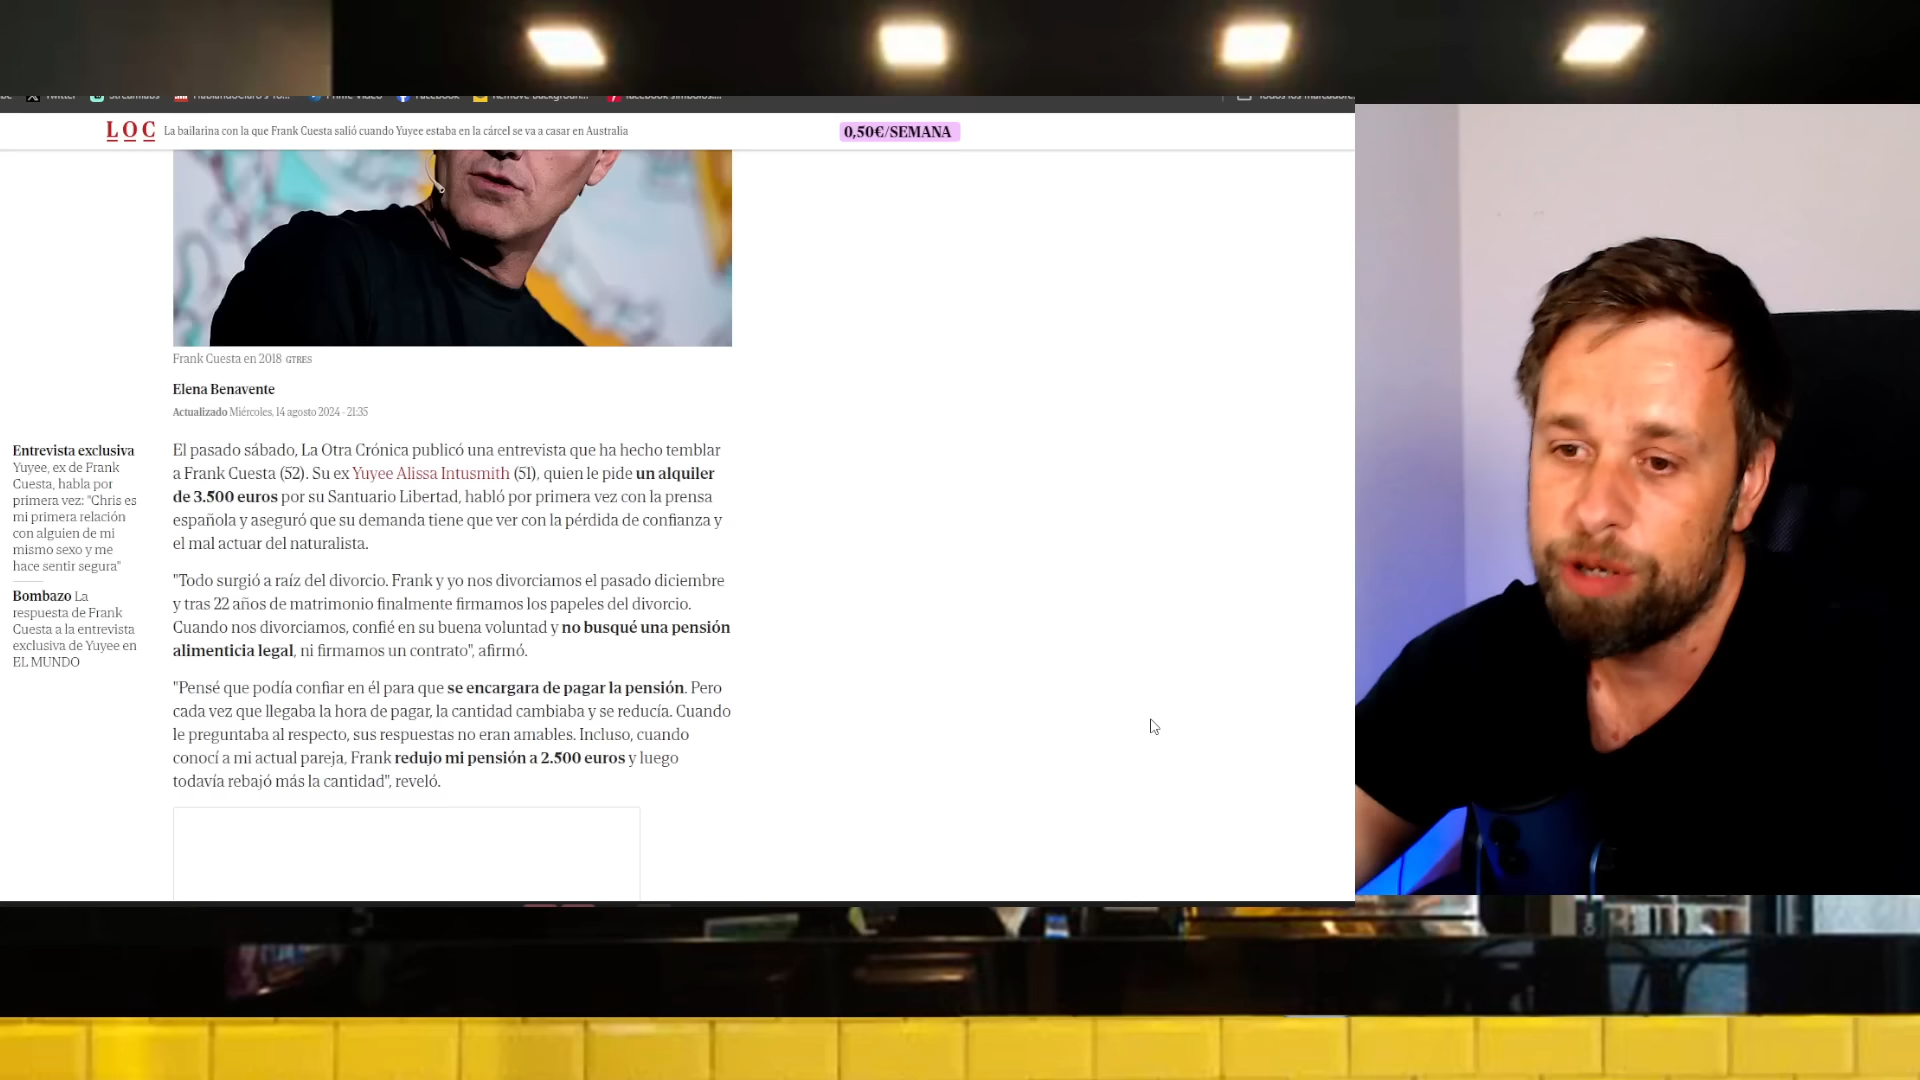 Twitter
Streamlabs
Prime Video
Facebook
LOC
La bailarina con la que Frank Cuesta salió cuando Yuyee estaba en la cárcel se va a casar en Australia
0,50€/SEMANA
Frank Cuesta en 2018 GTRES
Elena Benavente
Actualizado Miércoles, 14 agosto 2024 - 21:35
Entrevista exclusiva
Yuyee, ex de Frank
Cuesta, habla por
primera vez: "Chris es
mi primera relación
con alguien de mi
mismo sexo y me
hace sentir segura"
Bombazo La
respuesta de Frank
Cuesta a la entrevista
exclusiva de Yuyee en
EL MUNDO
El pasado sábado, La Otra Crónica publicó una entrevista que ha hecho temblar
a Frank Cuesta (52). Su ex Yuyee Alissa Intusmith (51), quien le pide un alquiler
de 3.500 euros por su Santuario Libertad, habló por primera vez con la prensa
española y aseguró que su demanda tiene que ver con la pérdida de confianza y
el mal actuar del naturalista.
"Todo surgió a raíz del divorcio. Frank y yo nos divorciamos el pasado diciembre
y tras 22 años de matrimonio finalmente firmamos los papeles del divorcio.
Cuando nos divorciamos, confié en su buena voluntad y no busqué una pensión
alimenticia legal, ni firmamos un contrato", afirmó.
"Pensé que podía confiar en él para que se encargara de pagar la pensión. Pero
cada vez que llegaba la hora de pagar, la cantidad cambiaba y se reducía. Cuando
le preguntaba al respecto, sus respuestas no eran amables. Incluso, cuando
conocí a mi actual pareja, Frank redujo mi pensión a 2.500 euros y luego
todavía rebajó más la cantidad", reveló.